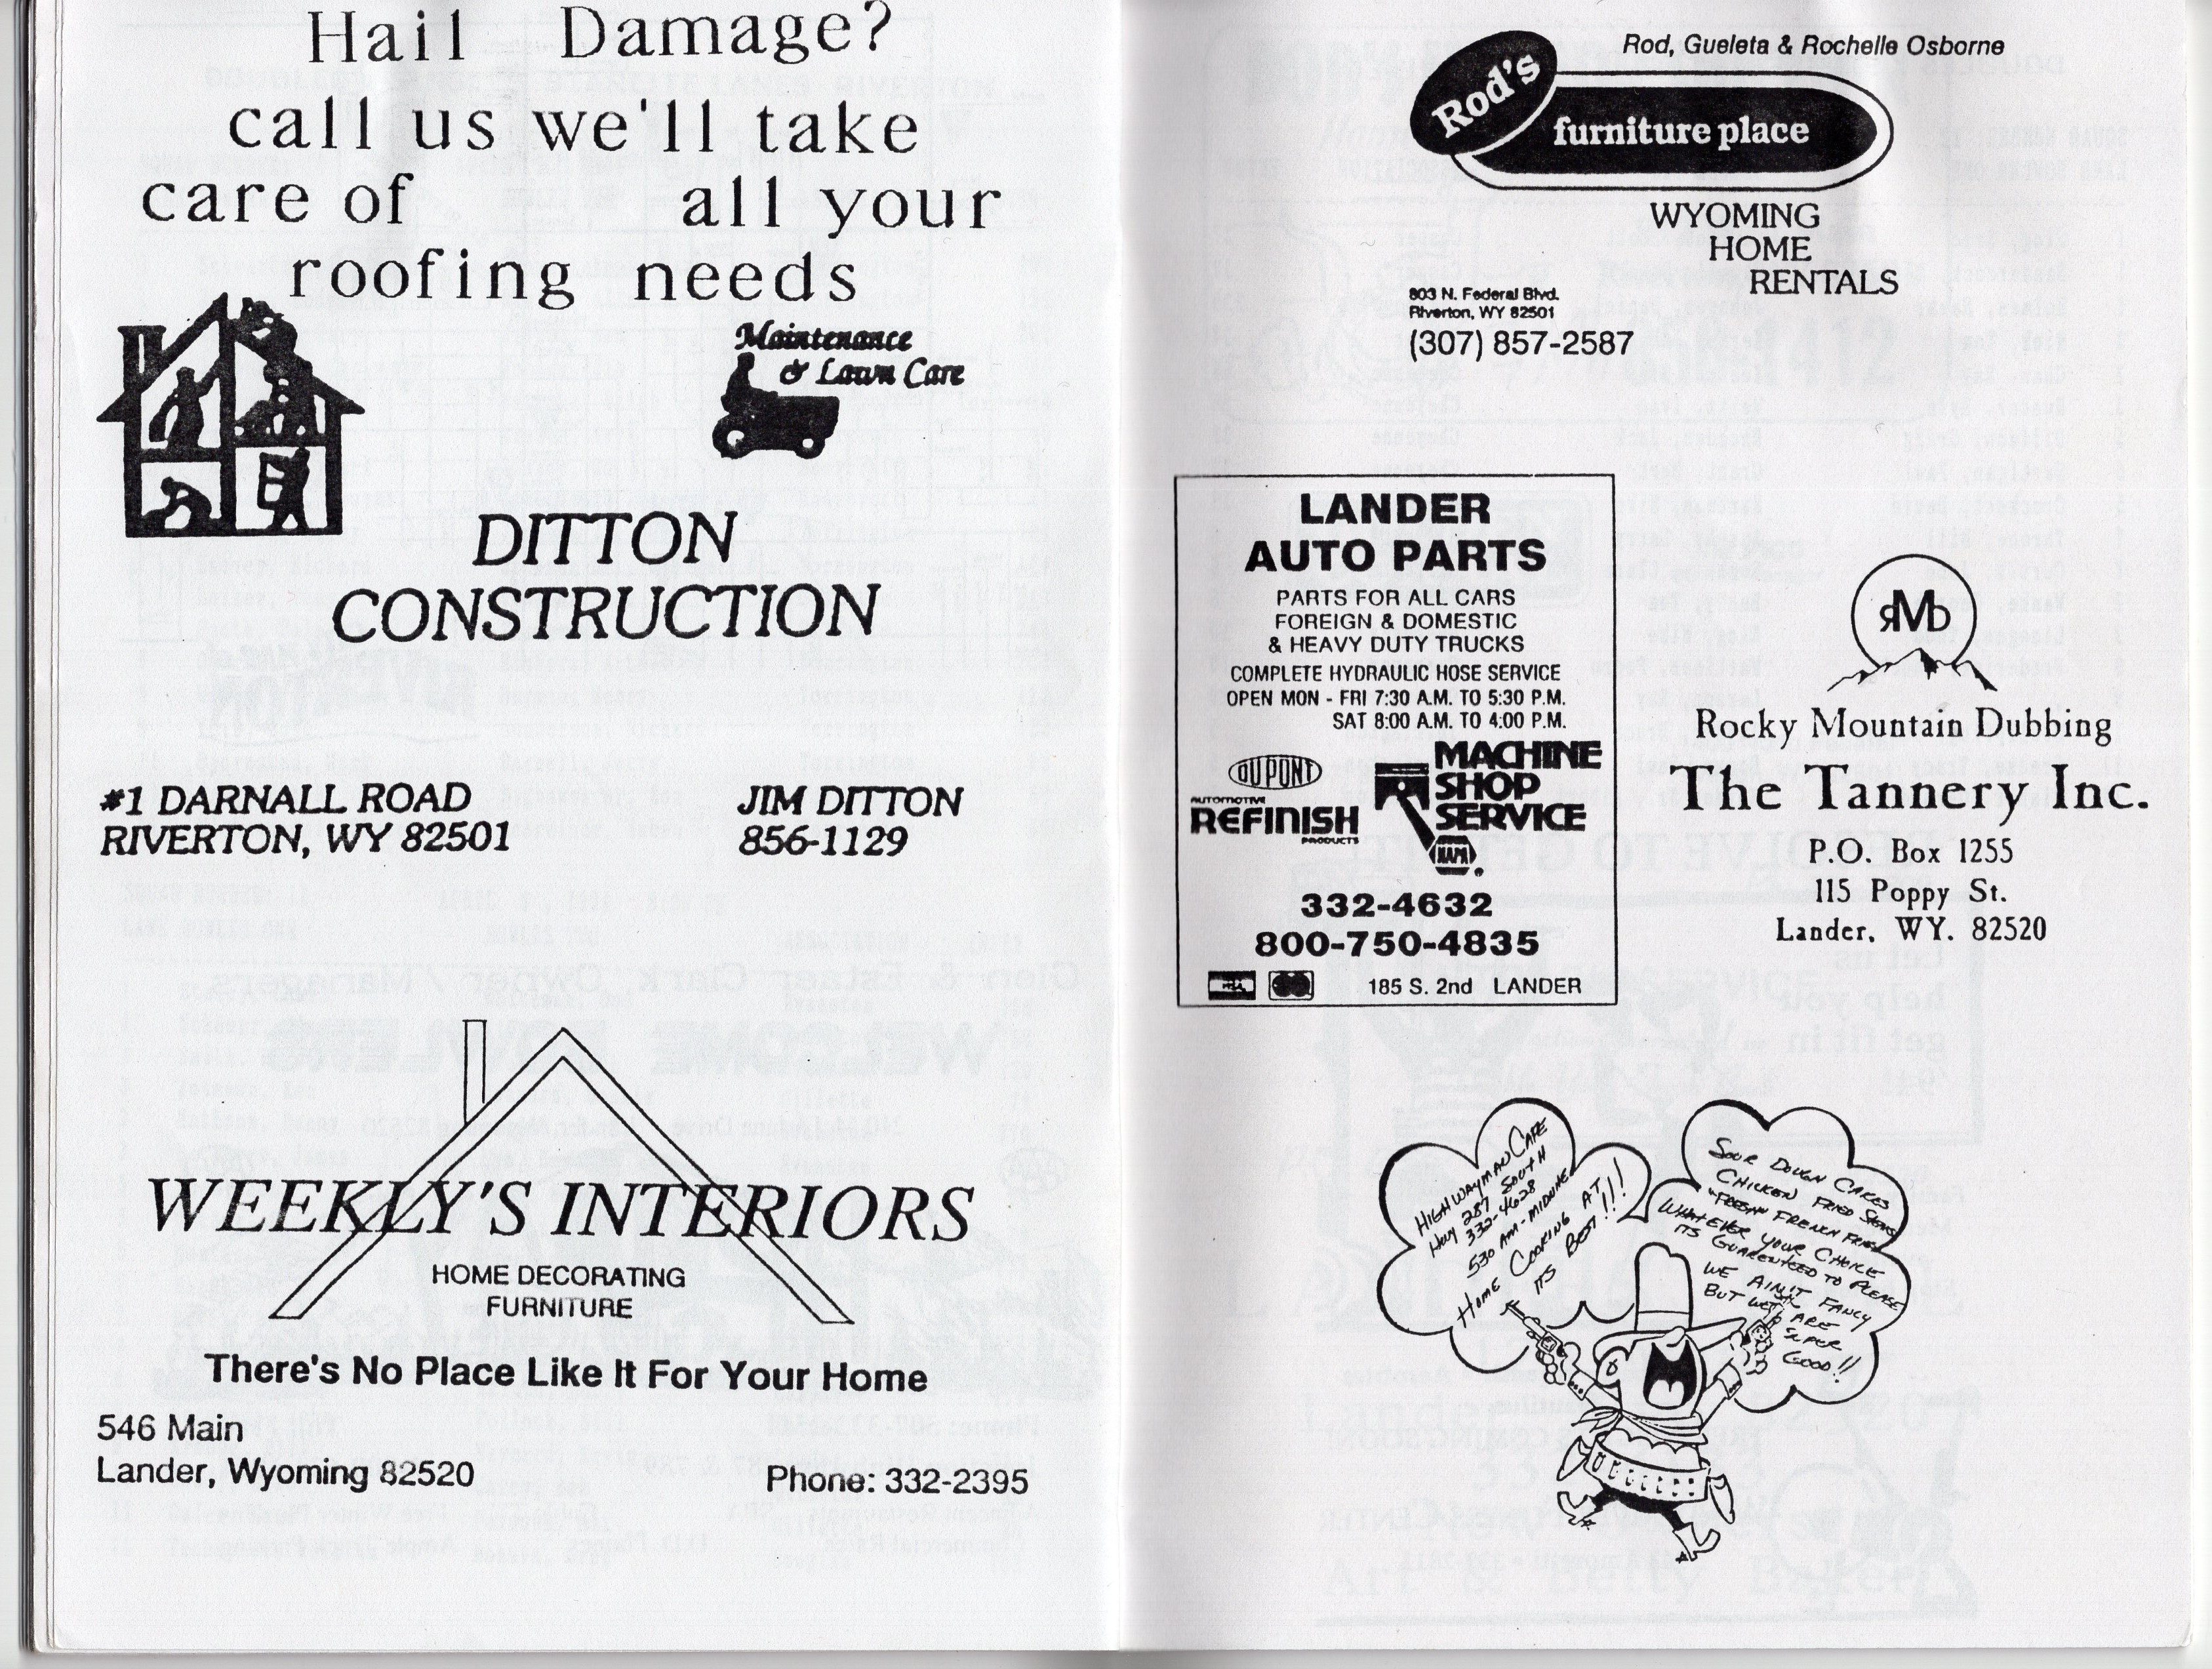 Hail Damage?
call us we'll take
care of all your
roofing needs
Maintenance
& Lawn Care
DITTON
CONSTRUCTION
#1 DARNALL ROAD
RIVERTON, WY 82501
JIM DITTON
856-1129
WEEKLY'S INTERIORS
HOME DECORATING
FURNITURE
There's No Place Like It For Your Home
546 Main
Lander, Wyoming 82520
Phone: 332-2395
Rod, Gueleta & Rochelle Osborne
Rod's
furniture place
WYOMING
HOME
RENTALS
803 N. Federal Blvd.
Riverton, WY 82501
(307) 857-2587
LANDER
AUTO PARTS
PARTS FOR ALL CARS
FOREIGN & DOMESTIC
& HEAVY DUTY TRUCKS
COMPLETE HYDRAULIC HOSE SERVICE
OPEN MON - FRI 7:30 A.M. TO 5:30 P.M.
SAT 8:00 A.M. TO 4:00 P.M.
DU PONT
AUTOMOTIVE
REFINISH
PRODUCTS
MACHINE
SHOP
SERVICE
NAPA
332-4632
800-750-4835
185 S. 2nd LANDER
RMD
Rocky Mountain Dubbing
The Tannery Inc.
P.O. Box 1255
115 Poppy St.
Lander, WY. 82520
HIGHWAYMAN CAFE
HWY 287 SOUTH
332-4628
530 AM - MIDNITE
HOME COOKING AT
ITS BEST!!!
SOUR DOUGH CAKES
CHICKEN FRIED STEAKS
FRENCH FRIES
WHATEVER YOUR CHOICE
ITS GUARENTEED TO PLEASE
WE AIN'T FANCY
BUT WE ARE
SUPER
GOOD!!